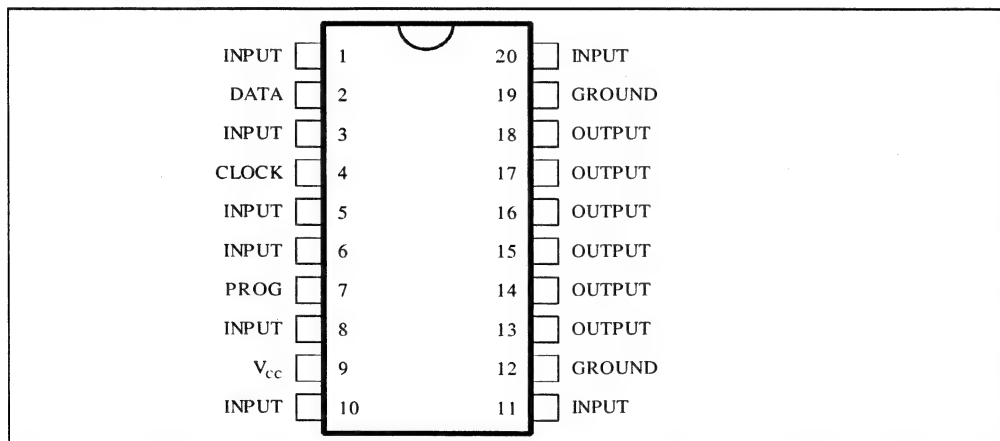 INPUT 1 20 INPUT
DATA 2 19 GROUND
INPUT 3 18 OUTPUT
CLOCK 4 17 OUTPUT
INPUT 5 16 OUTPUT
INPUT 6 15 OUTPUT
PROG 7 14 OUTPUT
INPUT 8 13 OUTPUT
Vcc 9 12 GROUND
INPUT 10 11 INPUT